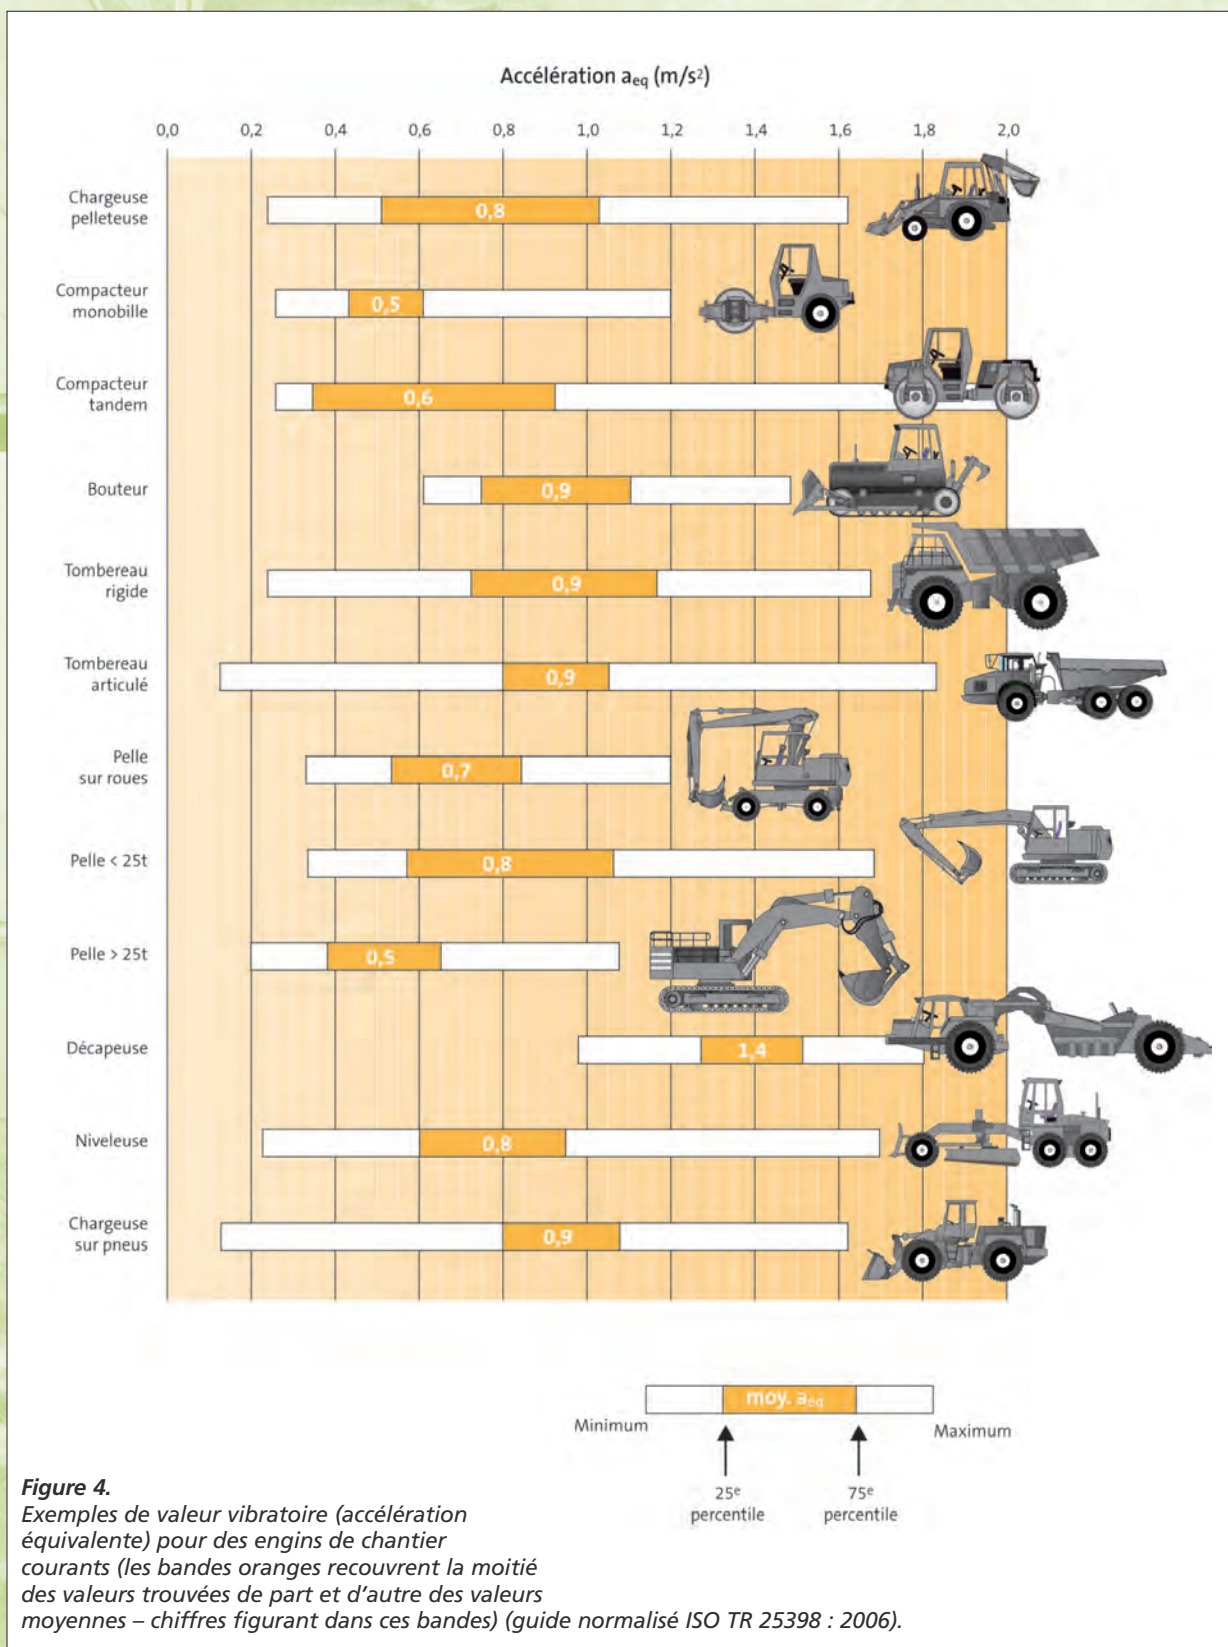 Accélération aeq (m/s²)
0,0 0,2 0,4 0,6 0,8 1,0 1,2 1,4 1,6 1,8 2,0
Chargeuse
pelleteuse
0,8
Compacteur
monobille
0,5
Compacteur
tandem
0,6
Bouteur
0,9
Tombereau
rigide
0,9
Tombereau
articulé
0,9
Pelle
sur roues
0,7
Pelle < 25t
0,8
Pelle > 25t
0,5
Décapeuse
1,4
Niveleuse
0,8
Chargeuse
sur pneus
0,9
moy. aeq
Minimum
Maximum
25e
percentile
75e
percentile
Figure 4.
Exemples de valeur vibratoire (accélération
équivalente) pour des engins de chantier
courants (les bandes oranges recouvrent la moitié
des valeurs trouvées de part et d'autre des valeurs
moyennes – chiffres figurant dans ces bandes) (guide normalisé ISO TR 25398 : 2006).